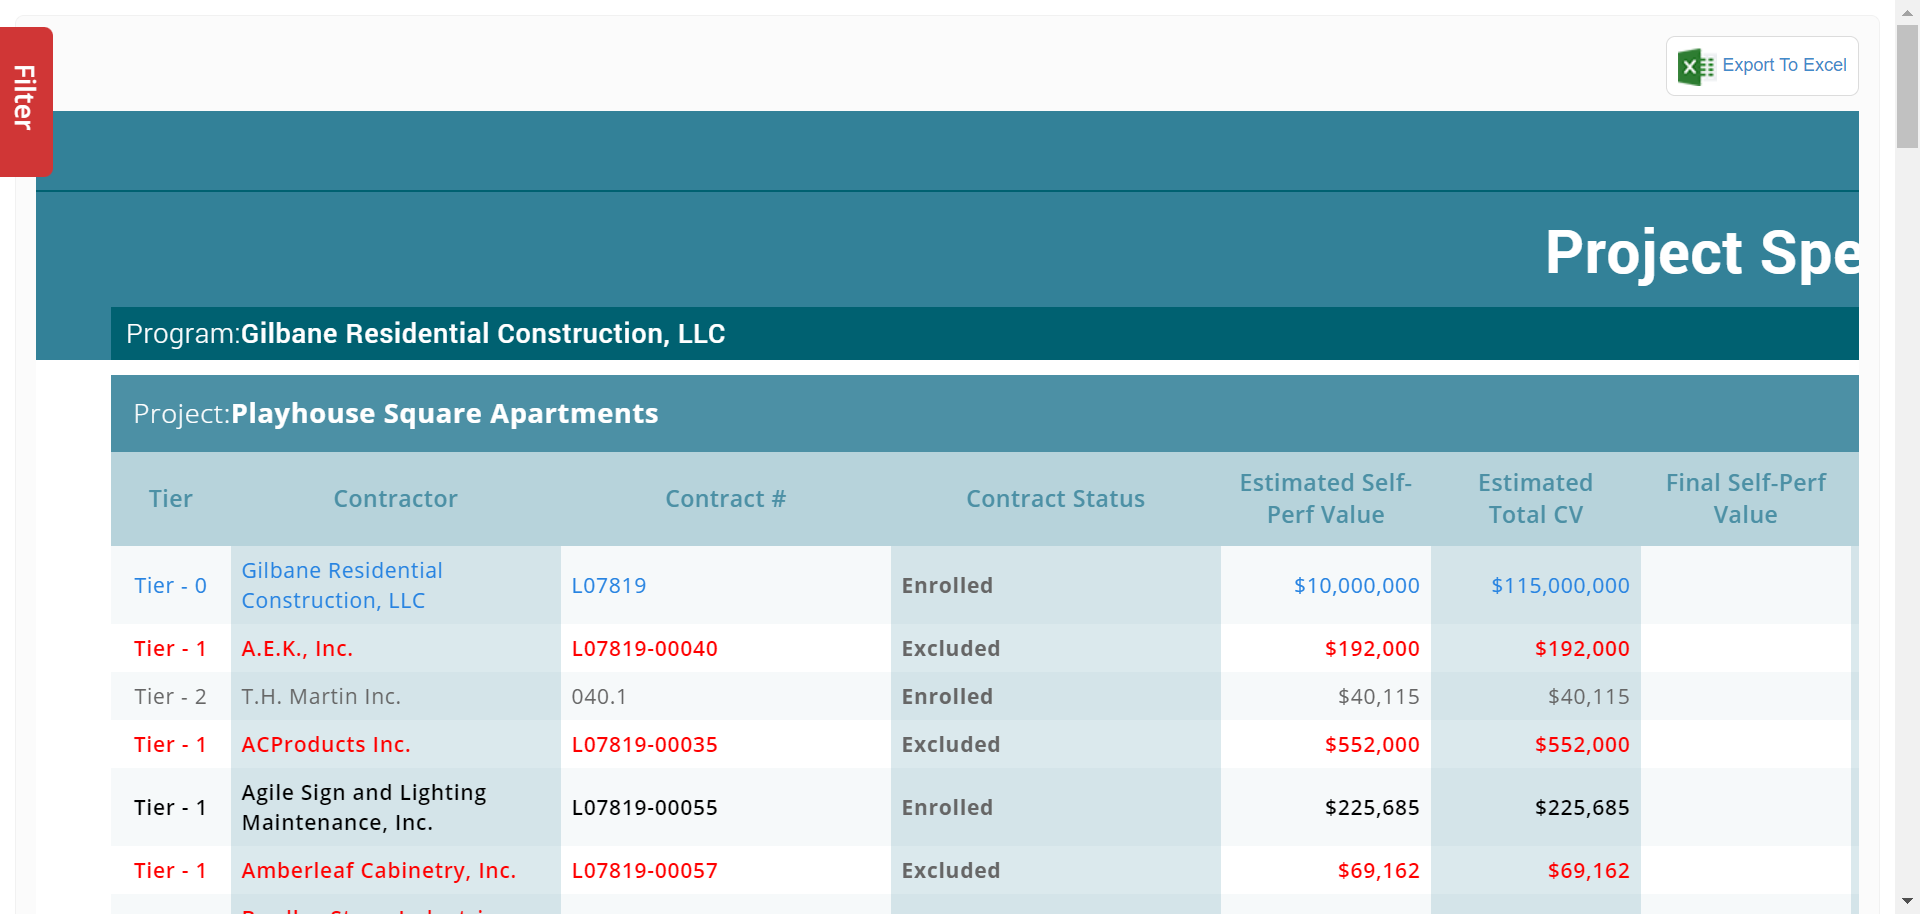 Filter
Export To Excel
Project Spe
Program:Gilbane Residential Construction, LLC
Project:Playhouse Square Apartments
Tier Contractor Contract # Contract Status Estimated Self-Perf Value Estimated Total CV Final Self-Perf Value
Tier - 0 Gilbane Residential Construction, LLC L07819 Enrolled $10,000,000 $115,000,000
Tier - 1 A.E.K., Inc. L07819-00040 Excluded $192,000 $192,000
Tier - 2 T.H. Martin Inc. 040.1 Enrolled $40,115 $40,115
Tier - 1 ACProducts Inc. L07819-00035 Excluded $552,000 $552,000
Tier - 1 Agile Sign and Lighting Maintenance, Inc. L07819-00055 Enrolled $225,685 $225,685
Tier - 1 Amberleaf Cabinetry, Inc. L07819-00057 Excluded $69,162 $69,162